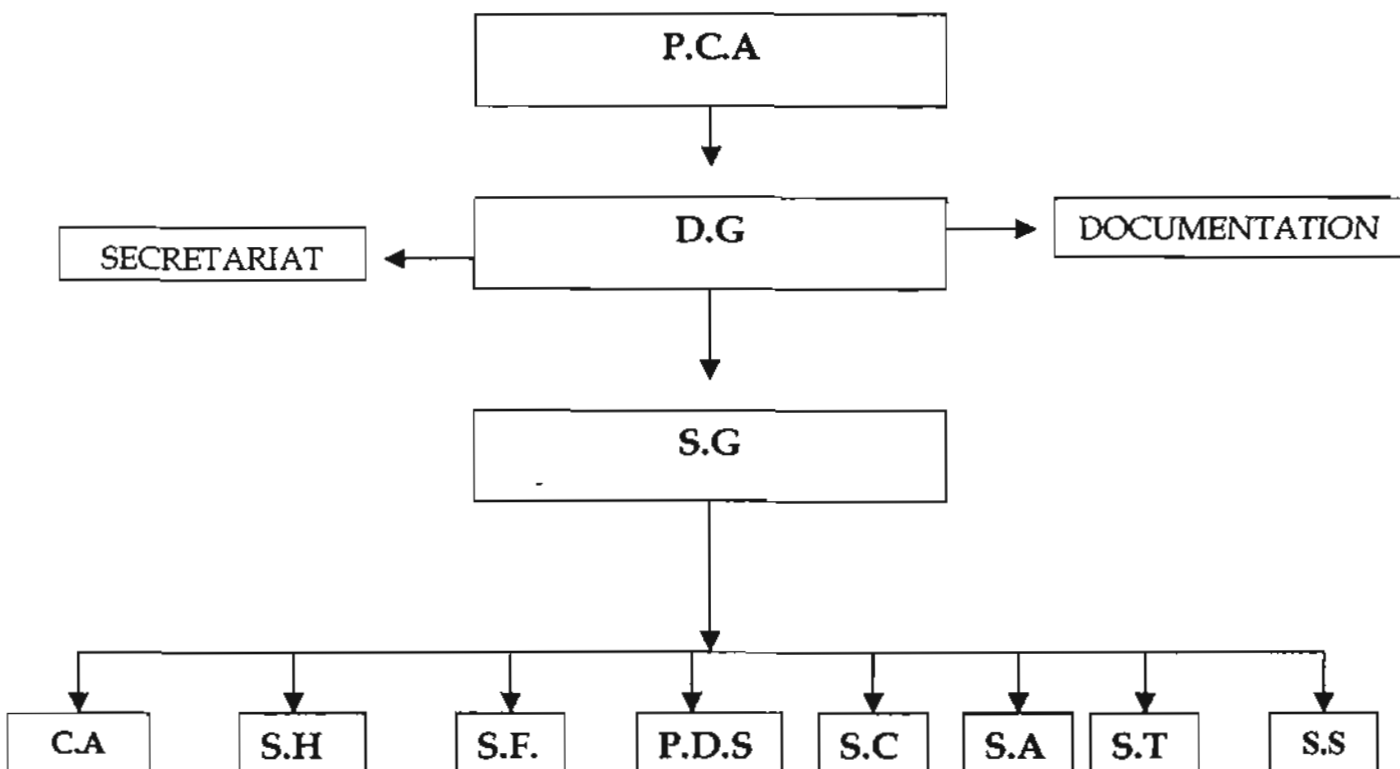 P.C.A
D.G
DOCUMENTATION
SECRETARIAT
S.G
C.A
S.H
S.F.
P.D.S
S.C
S.A
S.T
S.S